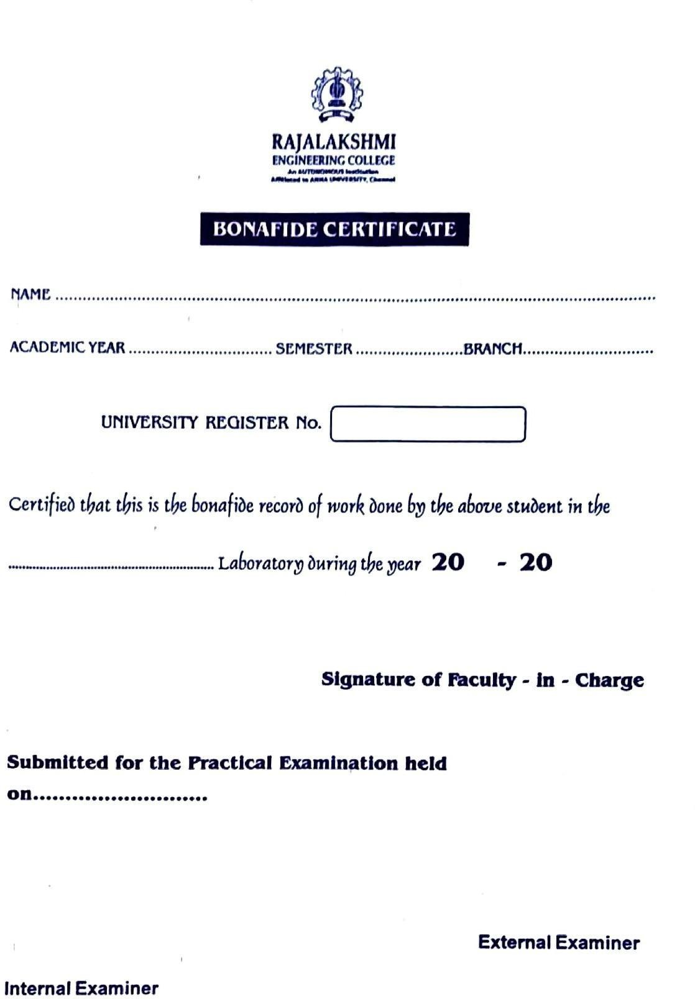 RAJALAKSHMI
ENGINEERING COLLEGE
An AUTONOMOUS Institution
Affiliated to ANNA UNIVERSITY, Chennai
BONAFIDE CERTIFICATE
NAME ........................................................................................................................
ACADEMIC YEAR ................................ SEMESTER ........................BRANCH.............................
UNIVERSITY REGISTER No.
Certified that this is the bonafide record of work done by the above student in the
.............................................................. Laboratory during the year 20 - 20
Signature of Faculty - in - Charge
Submitted for the Practical Examination held
on...........................
External Examiner
Internal Examiner